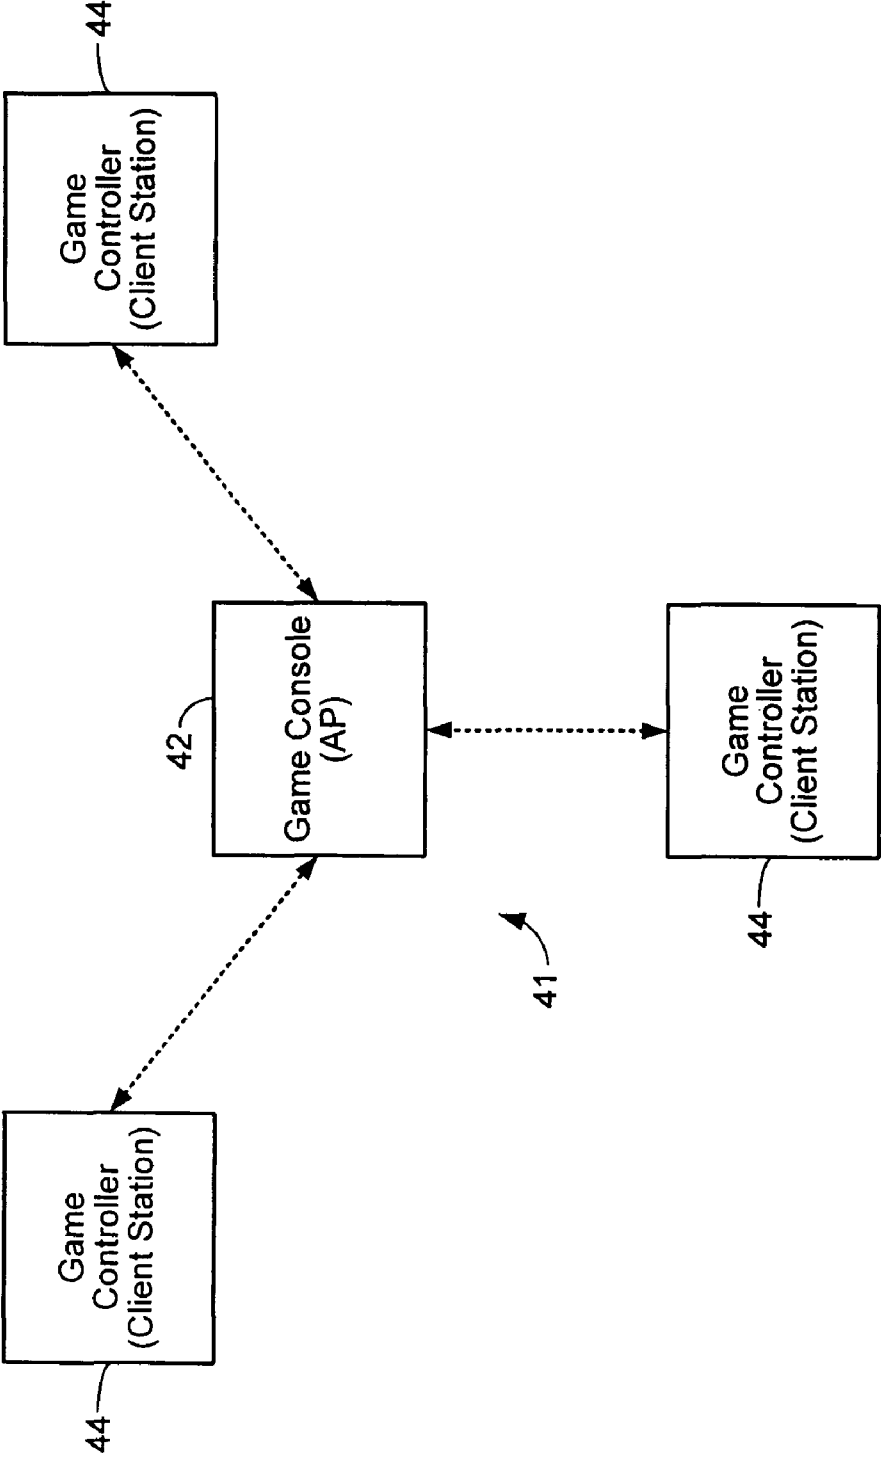 44
Game
Controller
(Client Station)
Game
Controller
(Client Station)
44
42
Game Console
(AP)
41
44
Game
Controller
(Client Station)